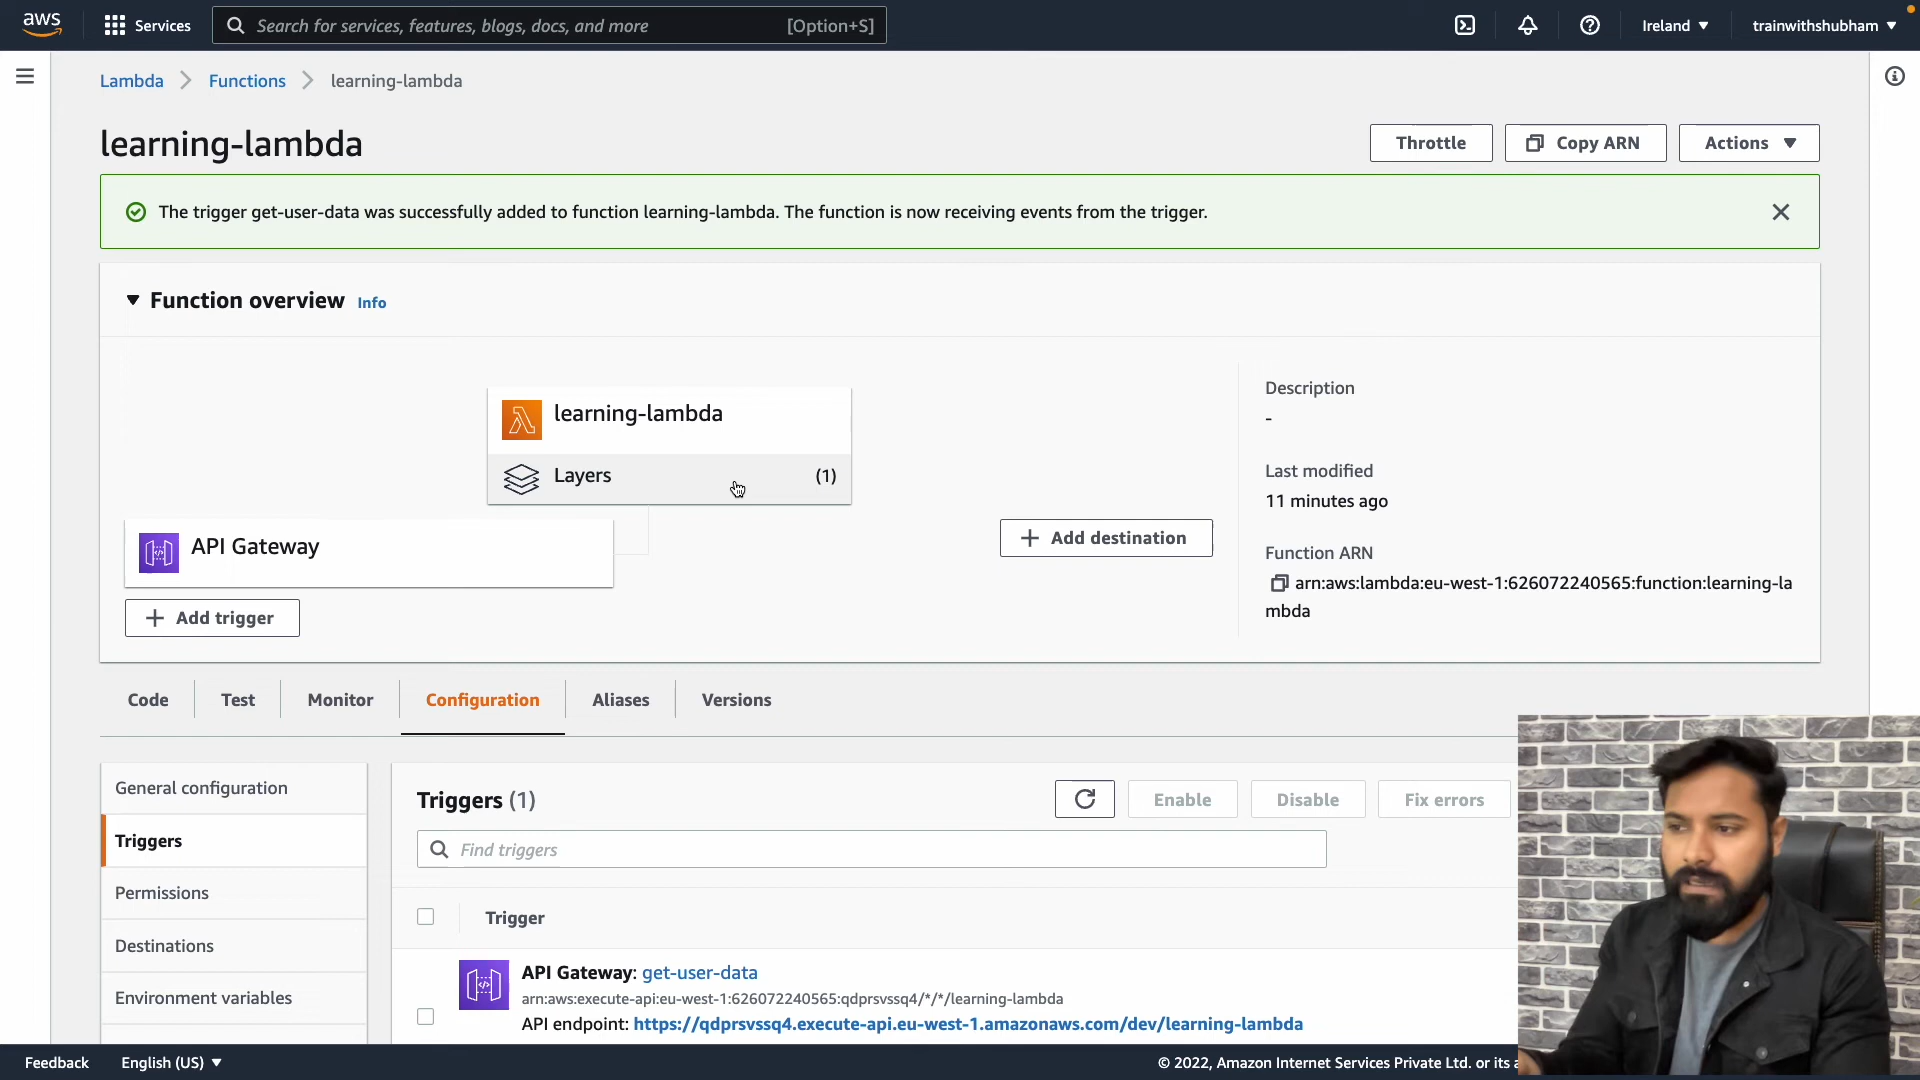 aws
Services
Search for services, features, blogs, docs, and more
[Option+S]
Ireland ▼
trainwithshubham ▼
Lambda > Functions > learning-lambda
learning-lambda
Throttle
Copy ARN
Actions ▼
The trigger get-user-data was successfully added to function learning-lambda. The function is now receiving events from the trigger.
▼ Function overview Info
learning-lambda
Layers (1)
API Gateway
+ Add trigger
+ Add destination
Description
-
Last modified
11 minutes ago
Function ARN
arn:aws:lambda:eu-west-1:626072240565:function:learning-la
mbda
Code
Test
Monitor
Configuration
Aliases
Versions
General configuration
Triggers
Permissions
Destinations
Environment variables
Triggers (1)
Enable
Disable
Fix errors
Find triggers
Trigger
API Gateway: get-user-data
arn:aws:execute-api:eu-west-1:626072240565:qdprsvssq4/*/*/learning-lambda
API endpoint: https://qdprsvssq4.execute-api.eu-west-1.amazonaws.com/dev/learning-lambda
Feedback
English (US) ▼
© 2022, Amazon Internet Services Private Ltd. or its